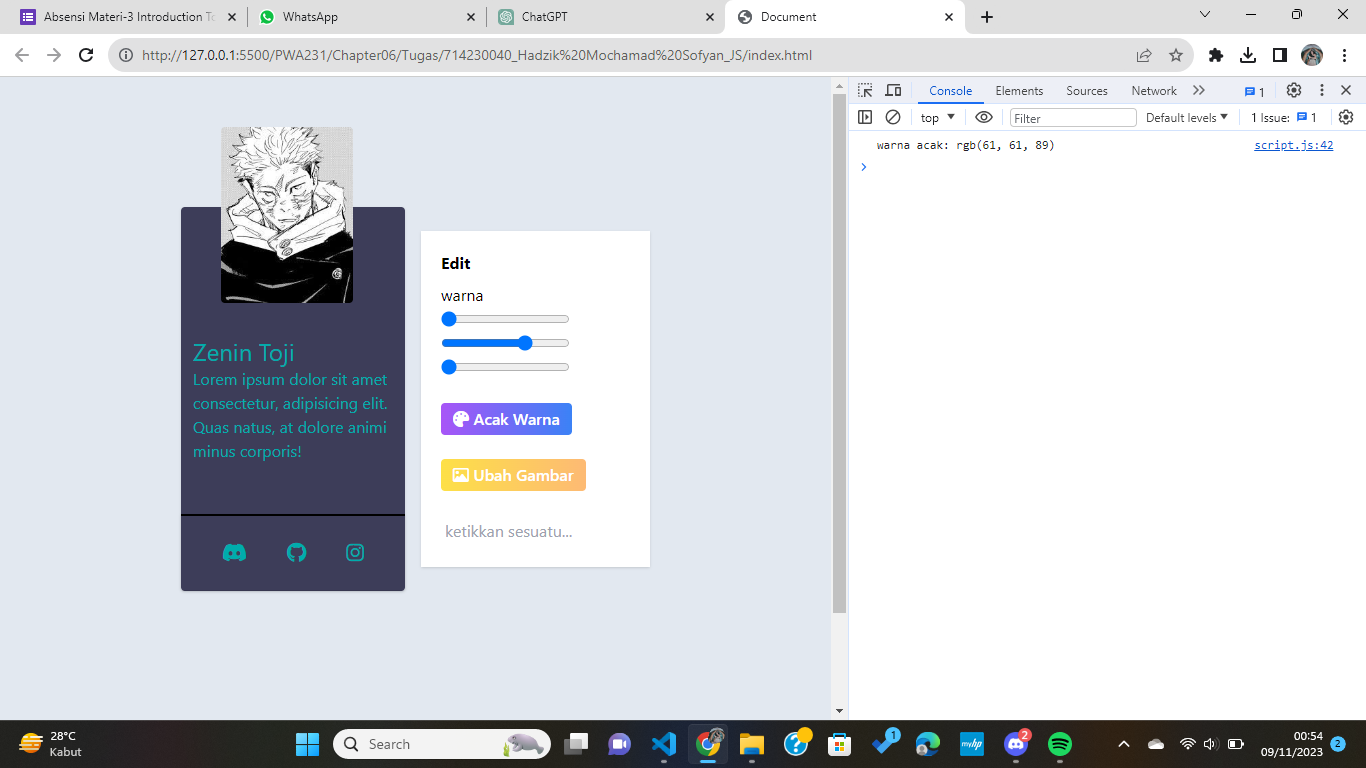 Absensi Materi-3 Introduction To
WhatsApp
ChatGPT
Document
http://127.0.0.1:5500/PWA231/Chapter06/Tugas/714230040_Hadzik%20Mochamad%20Sofyan_JS/index.html
Console
Elements
Sources
Network
1
top
Filter
Default levels
1 Issue:
1
warna acak: rgb(61, 61, 89)
script.js:42
Edit
warna
Zenin Toji
Lorem ipsum dolor sit amet
consectetur, adipisicing elit.
Quas natus, at dolore animi
minus corporis!
Acak Warna
Ubah Gambar
ketikkan sesuatu...
28°C
Kabut
Search
myhp
1
2
00:54
09/11/2023
2